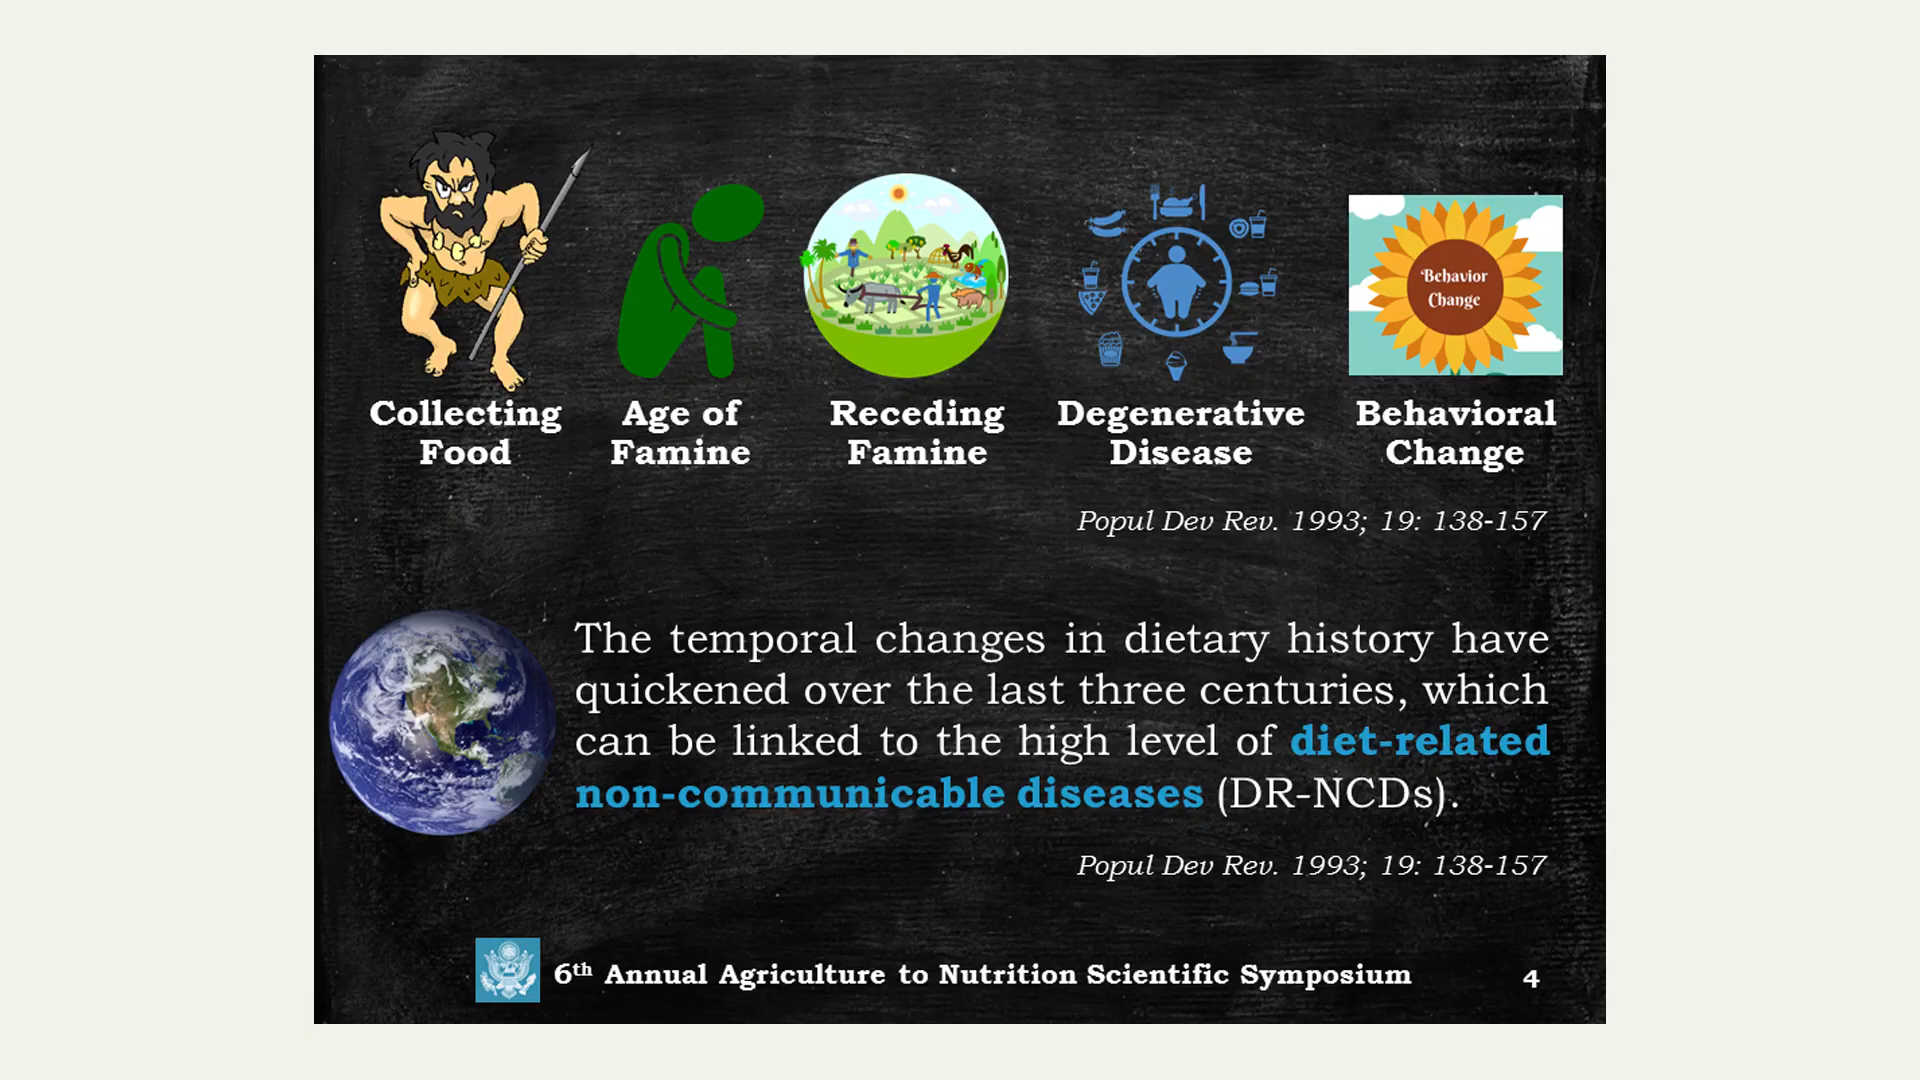 Behavior
Change
Collecting
Food
Age of
Famine
Receding
Famine
Degenerative
Disease
Behavioral
Change
Popul Dev Rev. 1993; 19: 138-157
The temporal changes in dietary history have
quickened over the last three centuries, which
can be linked to the high level of diet-related
non-communicable diseases (DR-NCDs).
Popul Dev Rev. 1993; 19: 138-157
6th Annual Agriculture to Nutrition Scientific Symposium
4